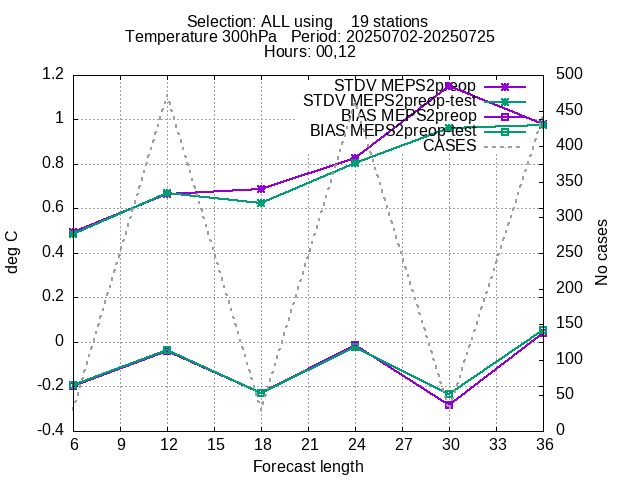 Selection: ALL using    19 stations
Temperature 300hPa   Period: 20250702-20250725
Hours: 00,12
STDV MEPS2preop
STDV MEPS2preop-test
BIAS MEPS2preop
BIAS MEPS2preop-test
CASES
1.2
1
0.8
0.6
0.4
0.2
0
-0.2
-0.4
deg C
500
450
400
350
300
250
200
150
100
50
0
No cases
6 9 12 15 18 21 24 27 30 33 36
Forecast length